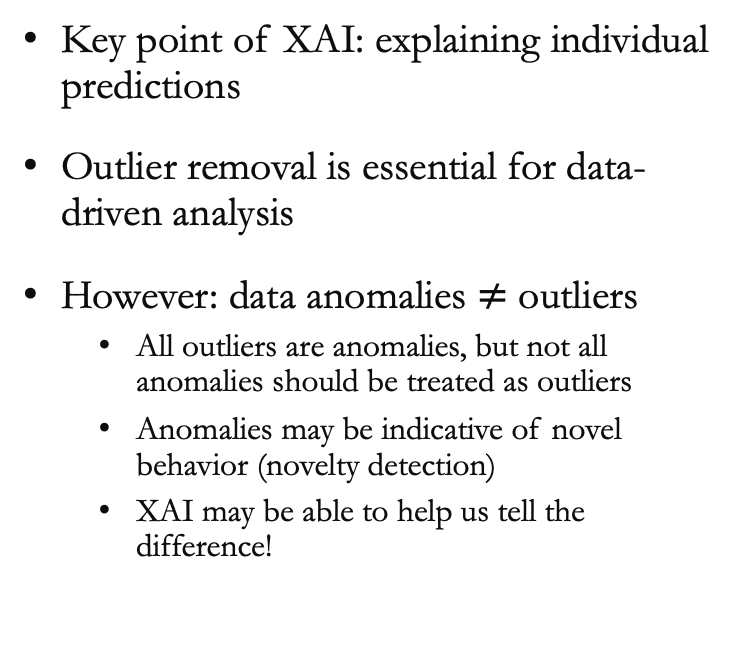 • Key point of XAI: explaining individual
predictions
• Outlier removal is essential for data-
driven analysis
• However: data anomalies ≠ outliers
• All outliers are anomalies, but not all
anomalies should be treated as outliers
• Anomalies may be indicative of novel
behavior (novelty detection)
• XAI may be able to help us tell the
difference!